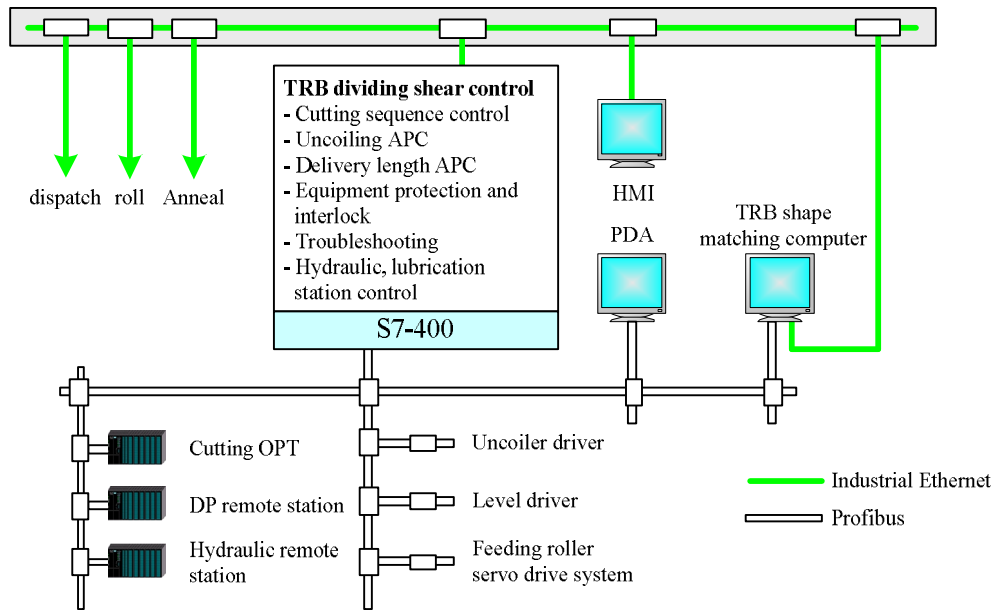 TRB dividing shear control
- Cutting sequence control
- Uncoiling APC
- Delivery length APC
- Equipment protection and
interlock
- Troubleshooting
- Hydraulic, lubrication
station control
S7-400
dispatch
roll
Anneal
HMI
PDA
TRB shape
matching computer
Cutting OPT
DP remote station
Hydraulic remote
station
Uncoiler driver
Level driver
Feeding roller
servo drive system
Industrial Ethernet
Profibus